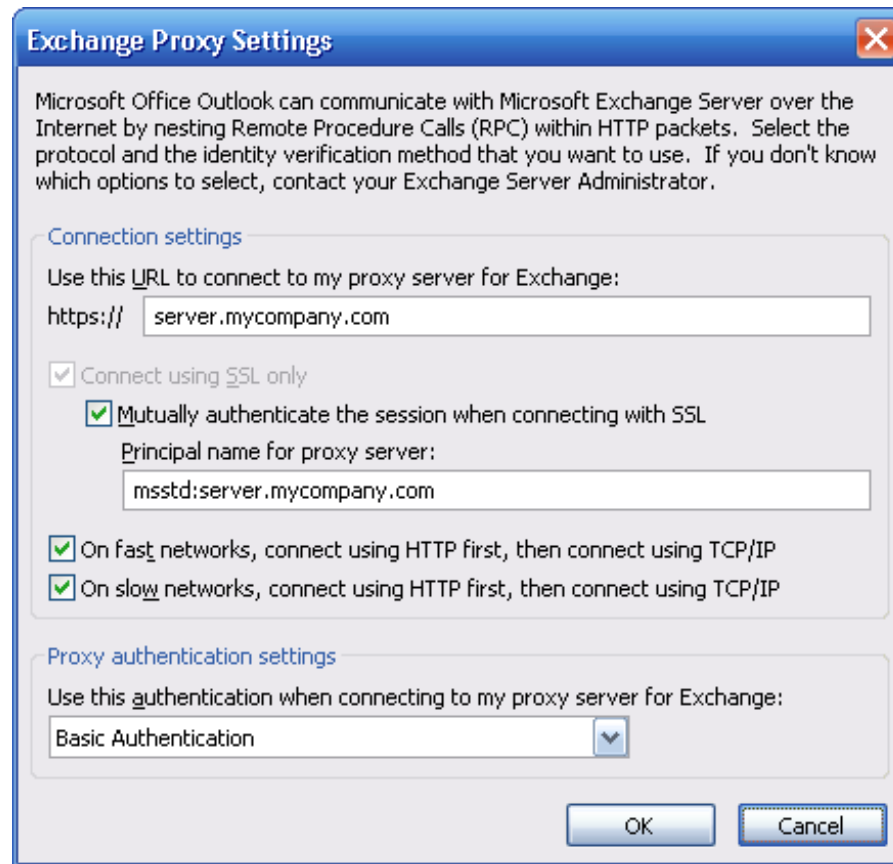 Exchange Proxy Settings
Microsoft Office Outlook can communicate with Microsoft Exchange Server over the
Internet by nesting Remote Procedure Calls (RPC) within HTTP packets.  Select the
protocol and the identity verification method that you want to use.  If you don't know
which options to select, contact your Exchange Server Administrator.
Connection settings
Use this URL to connect to my proxy server for Exchange:
https:// server.mycompany.com
Connect using SSL only
Mutually authenticate the session when connecting with SSL
Principal name for proxy server:
msstd:server.mycompany.com
On fast networks, connect using HTTP first, then connect using TCP/IP
On slow networks, connect using HTTP first, then connect using TCP/IP
Proxy authentication settings
Use this authentication when connecting to my proxy server for Exchange:
Basic Authentication
OK Cancel